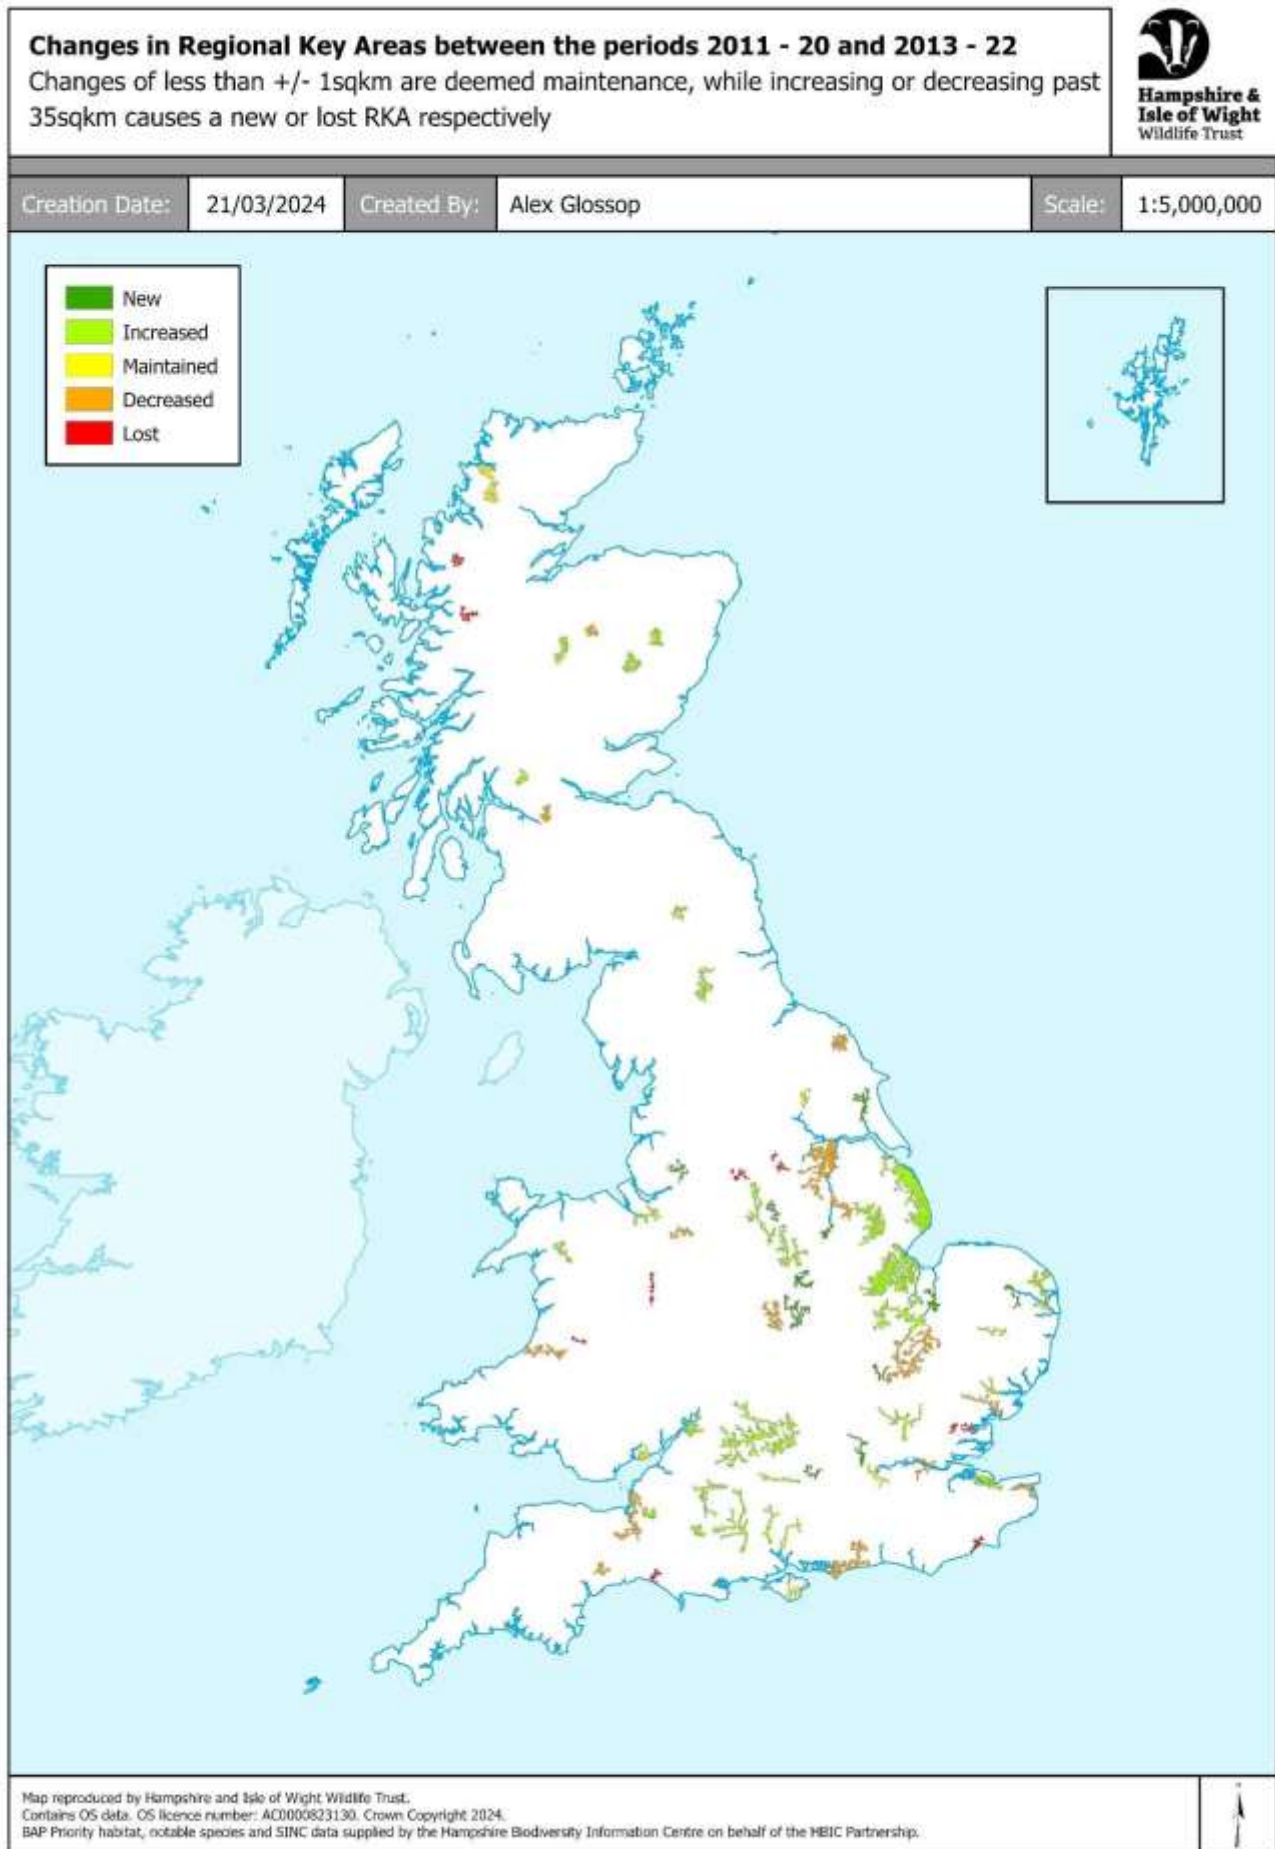 Changes in Regional Key Areas between the periods 2011 - 20 and 2013 - 22
Changes of less than +/- 1sqkm are deemed maintenance, while increasing or decreasing past
35sqkm causes a new or lost RKA respectively
Hampshire &
Isle of Wight
Wildlife Trust
Creation Date: 21/03/2024 Created By: Alex Glossop Scale: 1:5,000,000
New
Increased
Maintained
Decreased
Lost
Map reproduced by Hampshire and Isle of Wight Wildlife Trust.
Contains OS data. OS licence number: AC0000823130. Crown Copyright 2024.
BAP Priority habitat, notable species and SINC data supplied by the Hampshire Biodiversity Information Centre on behalf of the HBIC Partnership.